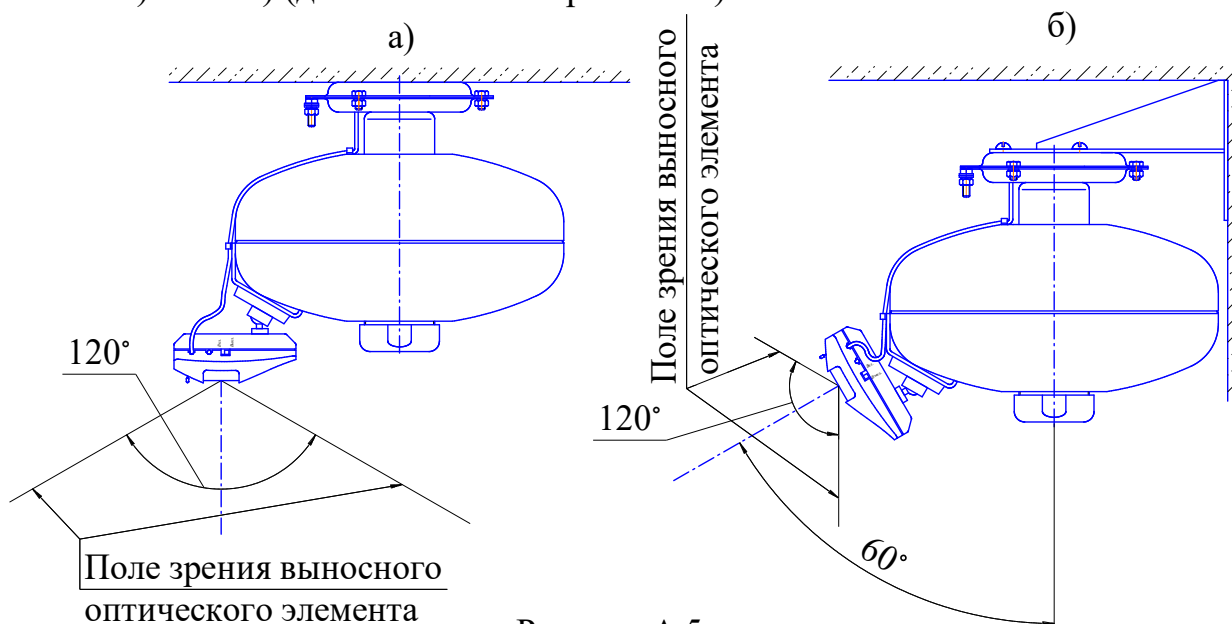 а)
б)
120°
Поле зрения выносного
оптического элемента
Поле зрения выносного
оптического элемента
120°
60°